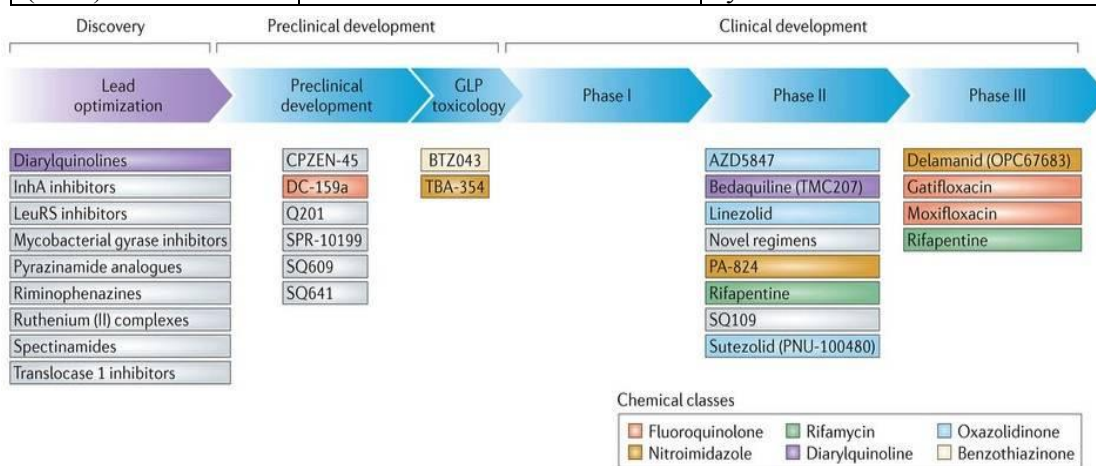 Discovery
Preclinical development
Clinical development
Lead
optimization
Preclinical
development
GLP
toxicology
Phase I
Phase II
Phase III
Diarylquinolines
InhA inhibitors
LeuRS inhibitors
Mycobacterial gyrase inhibitors
Pyrazinamide analogues
Riminophenazines
Ruthenium (II) complexes
Spectinamides
Translocase 1 inhibitors
CPZEN-45
DC-159a
Q201
SPR-10199
SQ609
SQ641
BTZ043
TBA-354
AZD5847
Bedaquiline (TMC207)
Linezolid
Novel regimens
PA-824
Rifapentine
SQ109
Sutezolid (PNU-100480)
Delamanid (OPC67683)
Gatifloxacin
Moxifloxacin
Rifapentine
Chemical classes
Fluoroquinolone
Rifamycin
Oxazolidinone
Nitroimidazole
Diarylquinoline
Benzothiazinone